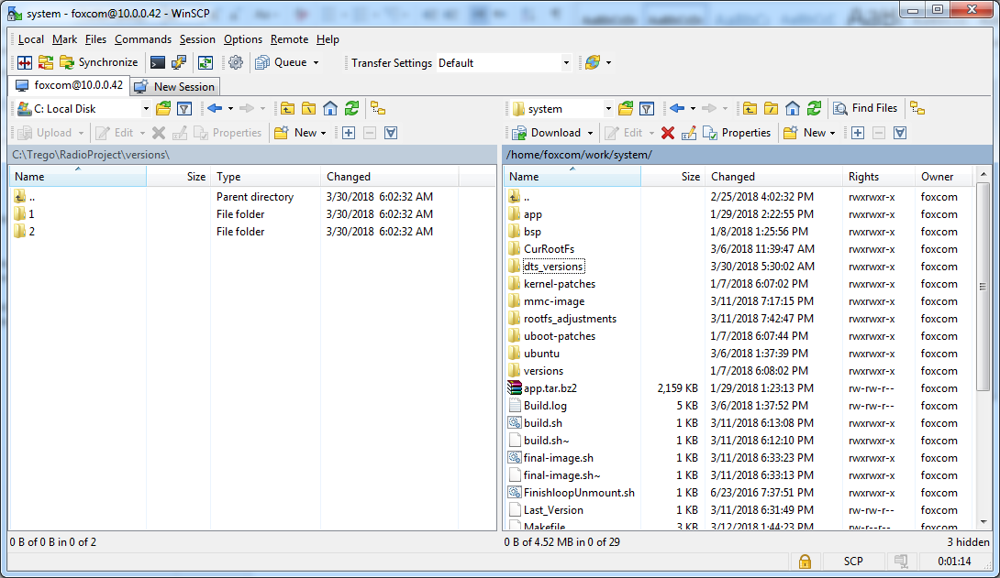 system - foxcom@10.0.0.42 - WinSCP
Local Mark Files Commands Session Options Remote Help
Synchronize Queue Transfer Settings Default
foxcom@10.0.0.42 New Session
C: Local Disk system Find Files
Upload Edit Properties New Download Edit Properties New
C:\Trego\RadioProject\versions\ /home/foxcom/work/system/
Name Size Type Changed Name Size Changed Rights Owner
.. Parent directory 3/30/2018 6:02:32 AM .. 2/25/2018 4:02:32 PM rwxrwxr-x foxcom
1 File folder 3/30/2018 6:02:32 AM app 1/29/2018 2:22:55 PM rwxrwxr-x foxcom
2 File folder 3/30/2018 6:02:32 AM bsp 1/8/2018 1:25:56 PM rwxrwxr-x foxcom
CurRootFs 3/6/2018 11:39:47 AM rwxrwxr-x foxcom
dts_versions 3/30/2018 5:30:02 AM rwxrwxr-x foxcom
kernel-patches 1/7/2018 6:07:02 PM rwxrwxr-x foxcom
mmc-image 3/11/2018 7:17:15 PM rwxrwxr-x foxcom
rootfs_adjustments 3/11/2018 7:42:47 PM rwxrwxr-x foxcom
uboot-patches 1/7/2018 6:07:44 PM rwxrwxr-x foxcom
ubuntu 3/6/2018 1:37:39 PM rwxrwxr-x foxcom
versions 1/7/2018 6:08:02 PM rwxrwxr-x foxcom
app.tar.bz2 2,159 KB 1/29/2018 1:23:13 PM rw-rw-r-- foxcom
Build.log 5 KB 3/6/2018 1:37:52 PM rw-rw-r-- foxcom
build.sh 1 KB 3/11/2018 6:13:08 PM rwxrwxr-x foxcom
build.sh~ 1 KB 3/11/2018 6:12:10 PM rwxrwxr-x foxcom
final-image.sh 1 KB 3/11/2018 6:33:23 PM rwxrwxr-x foxcom
final-image.sh~ 1 KB 3/11/2018 6:33:13 PM rwxrwxr-x foxcom
FinishloopUnmount.sh 1 KB 6/23/2016 7:37:51 PM rwxrwxr-x foxcom
Last_Version 1 KB 3/11/2018 6:31:49 PM rw-rw-r-- foxcom
Makefile 3 KB 3/12/2018 1:44:23 PM rw-r--r-- foxcom
0 B of 0 B in 0 of 2 0 B of 4.52 MB in 0 of 29 3 hidden
SCP 0:01:14